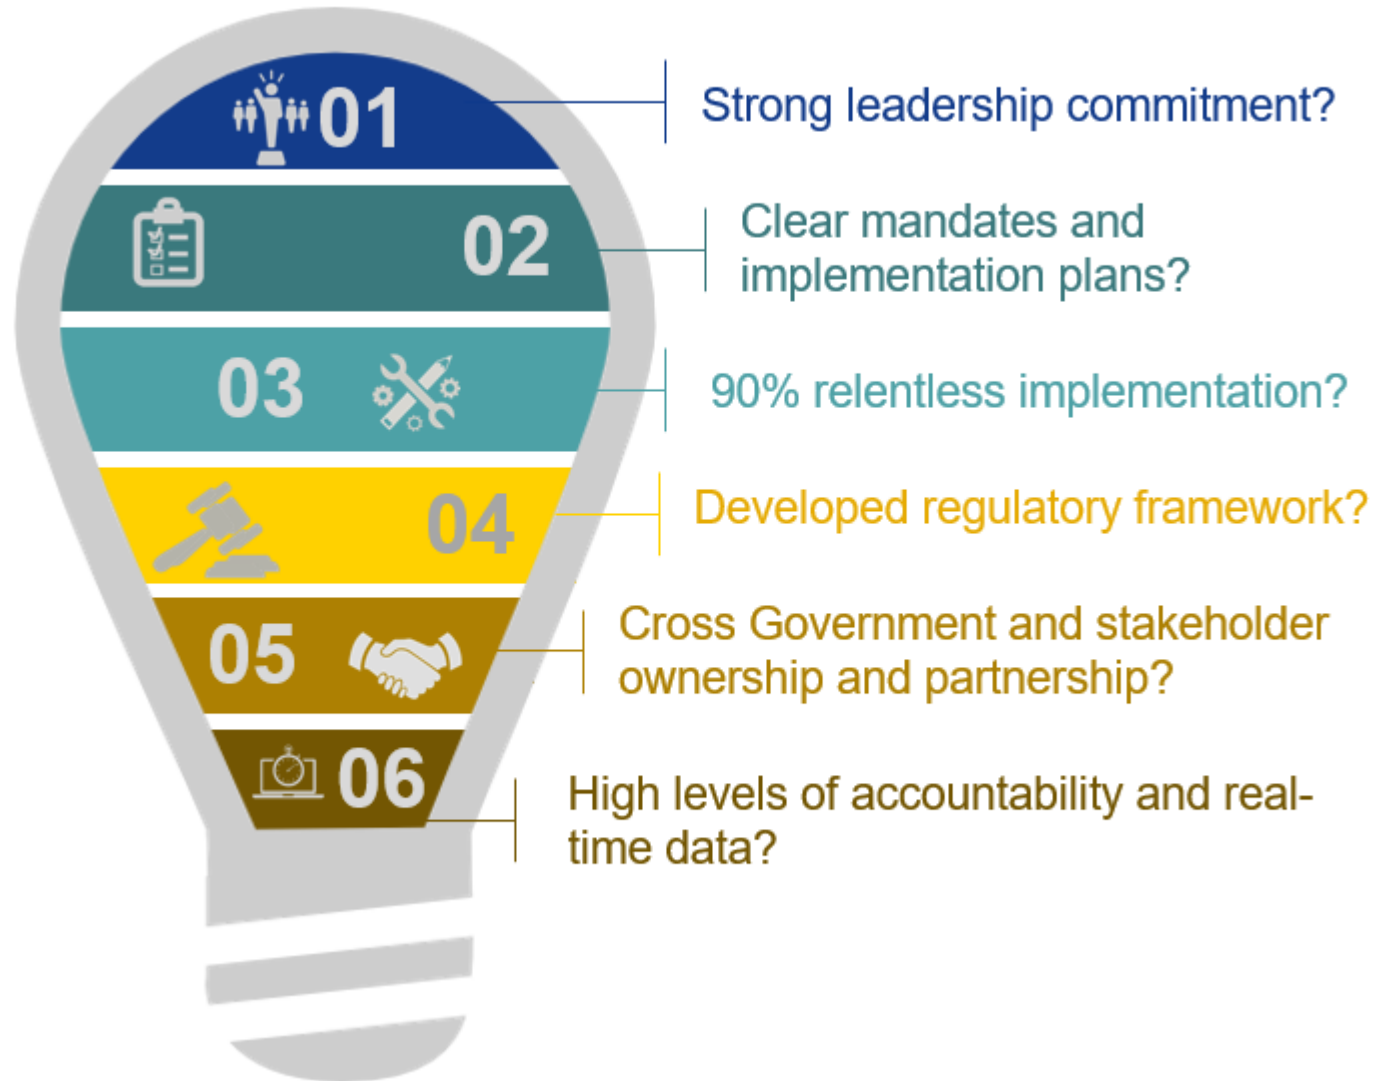 01
Strong leadership commitment?
02
Clear mandates and
implementation plans?
03
90% relentless implementation?
04
Developed regulatory framework?
05
Cross Government and stakeholder
ownership and partnership?
06
High levels of accountability and real-
time data?